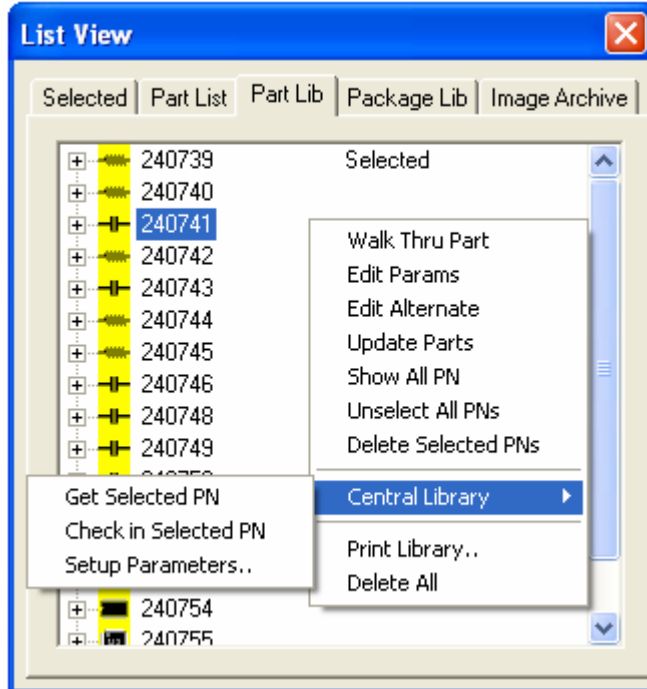 List View
Selected Part List Part Lib Package Lib Image Archive
240739 Selected
240740
240741
240742
240743
240744
240745
240746
240748
240749
Walk Thru Part
Edit Params
Edit Alternate
Update Parts
Show All PN
Unselect All PNs
Delete Selected PNs
Central Library
Print Library..
Delete All
Get Selected PN
Check in Selected PN
Setup Parameters..
240754
240755